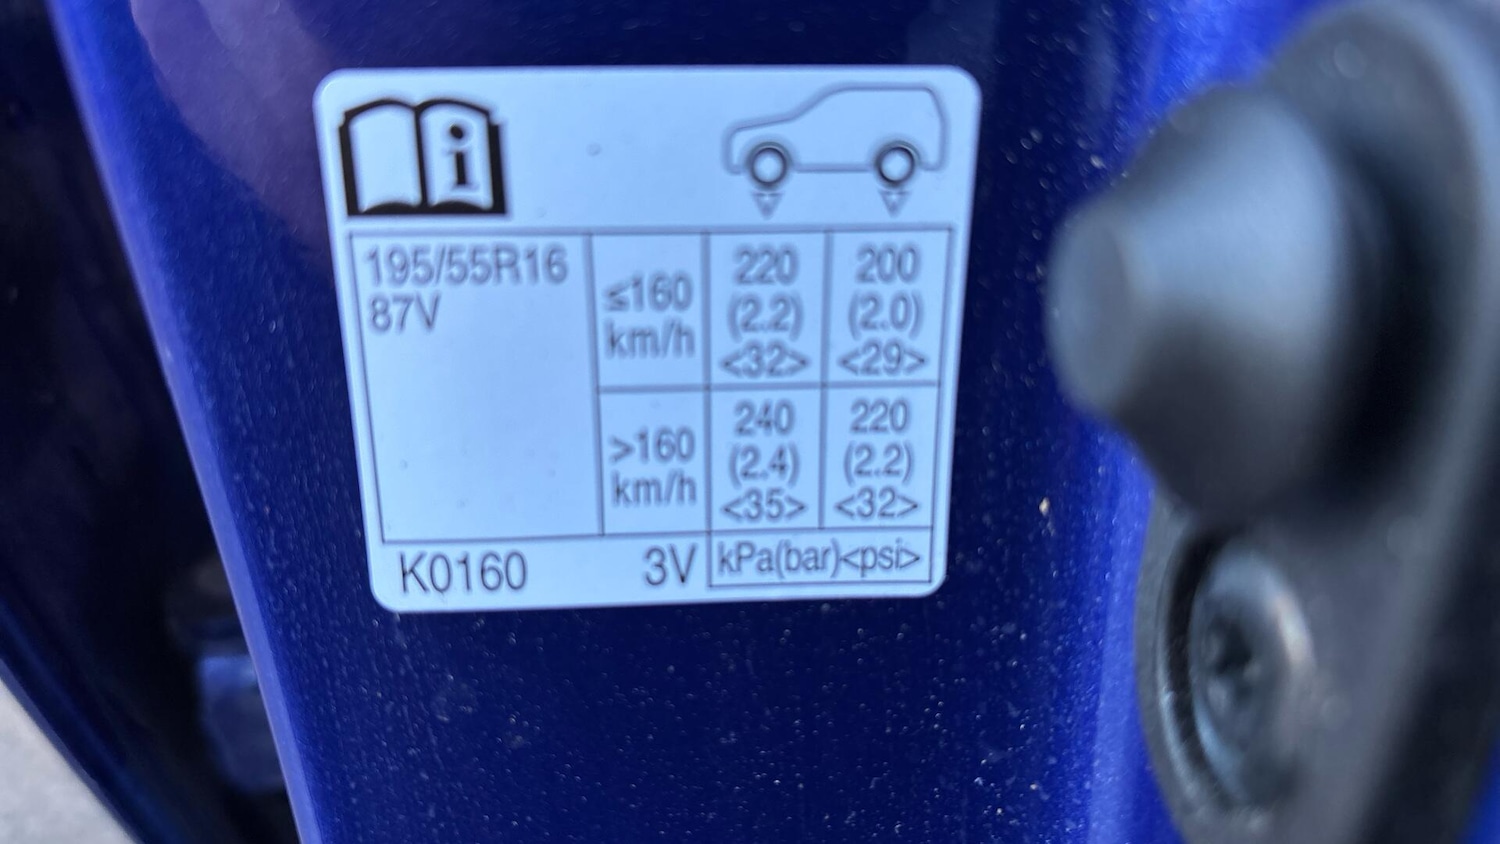 i
195/55R16
87V
≤160
km/h
220
(2.2)
<32>
200
(2.0)
<29>
>160
km/h
240
(2.4)
<35>
220
(2.2)
<32>
K0160 3V kPa(bar)<psi>